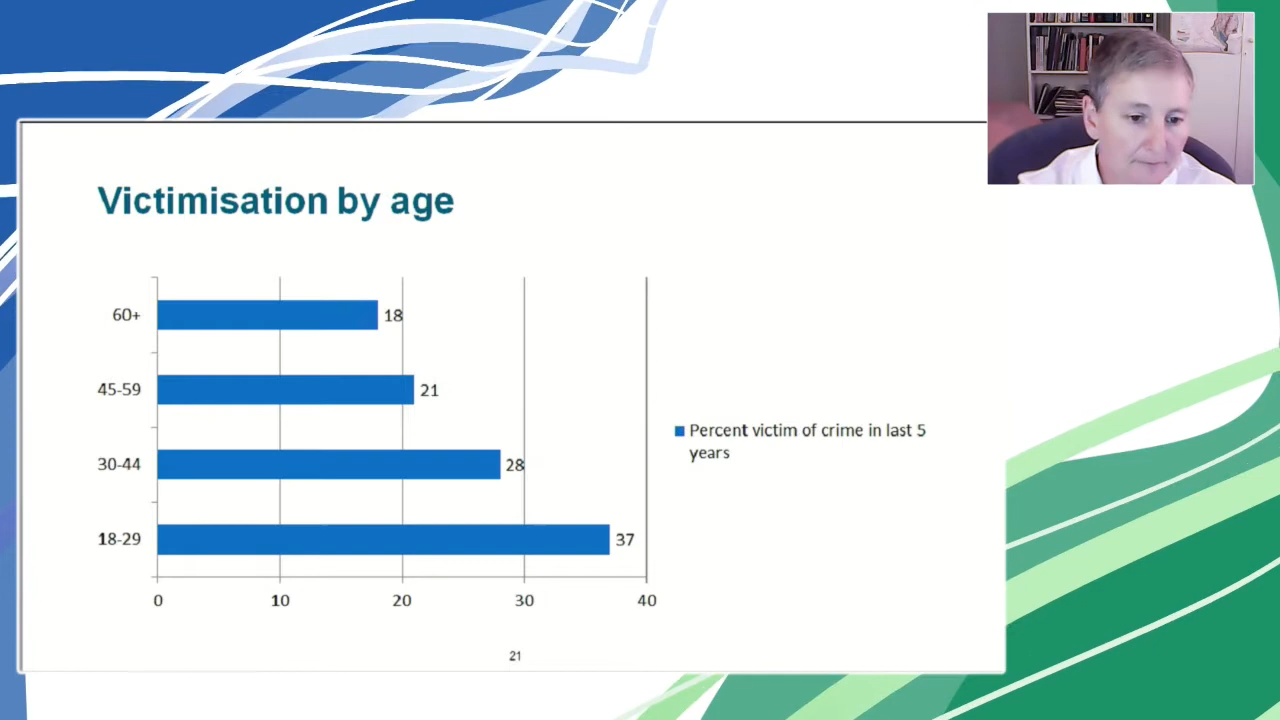 Victimisation by age
60+
18
45-59
21
30-44
28
18-29
37
0 10 20 30 40
Percent victim of crime in last 5
years
21